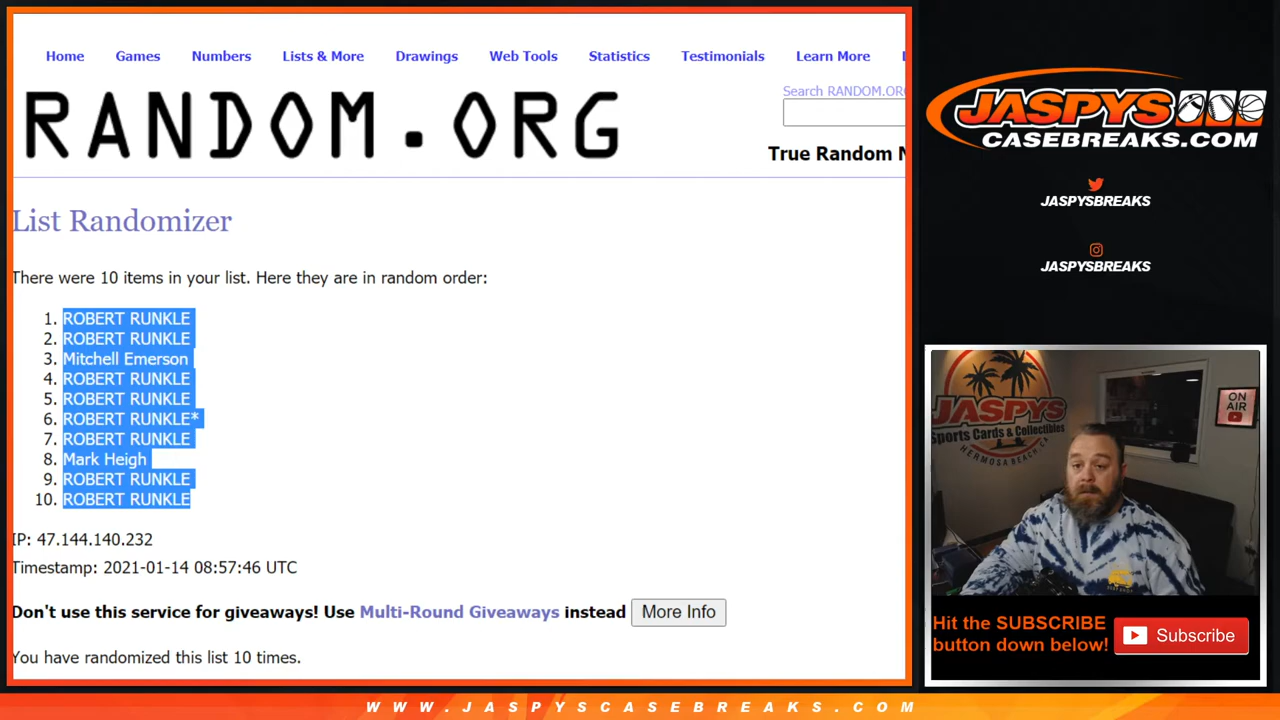 Home Games Numbers Lists & More Drawings Web Tools Statistics Testimonials Learn More
RANDOM.ORG
Search RANDOM.ORG
True Random N
List Randomizer
There were 10 items in your list. Here they are in random order:
1. ROBERT RUNKLE
2. ROBERT RUNKLE
3. Mitchell Emerson
4. ROBERT RUNKLE
5. ROBERT RUNKLE
6. ROBERT RUNKLE*
7. ROBERT RUNKLE
8. Mark Heigh
9. ROBERT RUNKLE
10. ROBERT RUNKLE
IP: 47.144.140.232
Timestamp: 2021-01-14 08:57:46 UTC
Don't use this service for giveaways! Use Multi-Round Giveaways instead More Info
You have randomized this list 10 times.
JASPYS
CASEBREAKS.COM
JASPYSBREAKS
JASPYSBREAKS
JASPYS
Sports Cards & Collectibles
HERMOSA BEACH, CA
ON
AIR
Hit the SUBSCRIBE
button down below!
Subscribe
WWW.JASPYSCASEBREAKS.COM